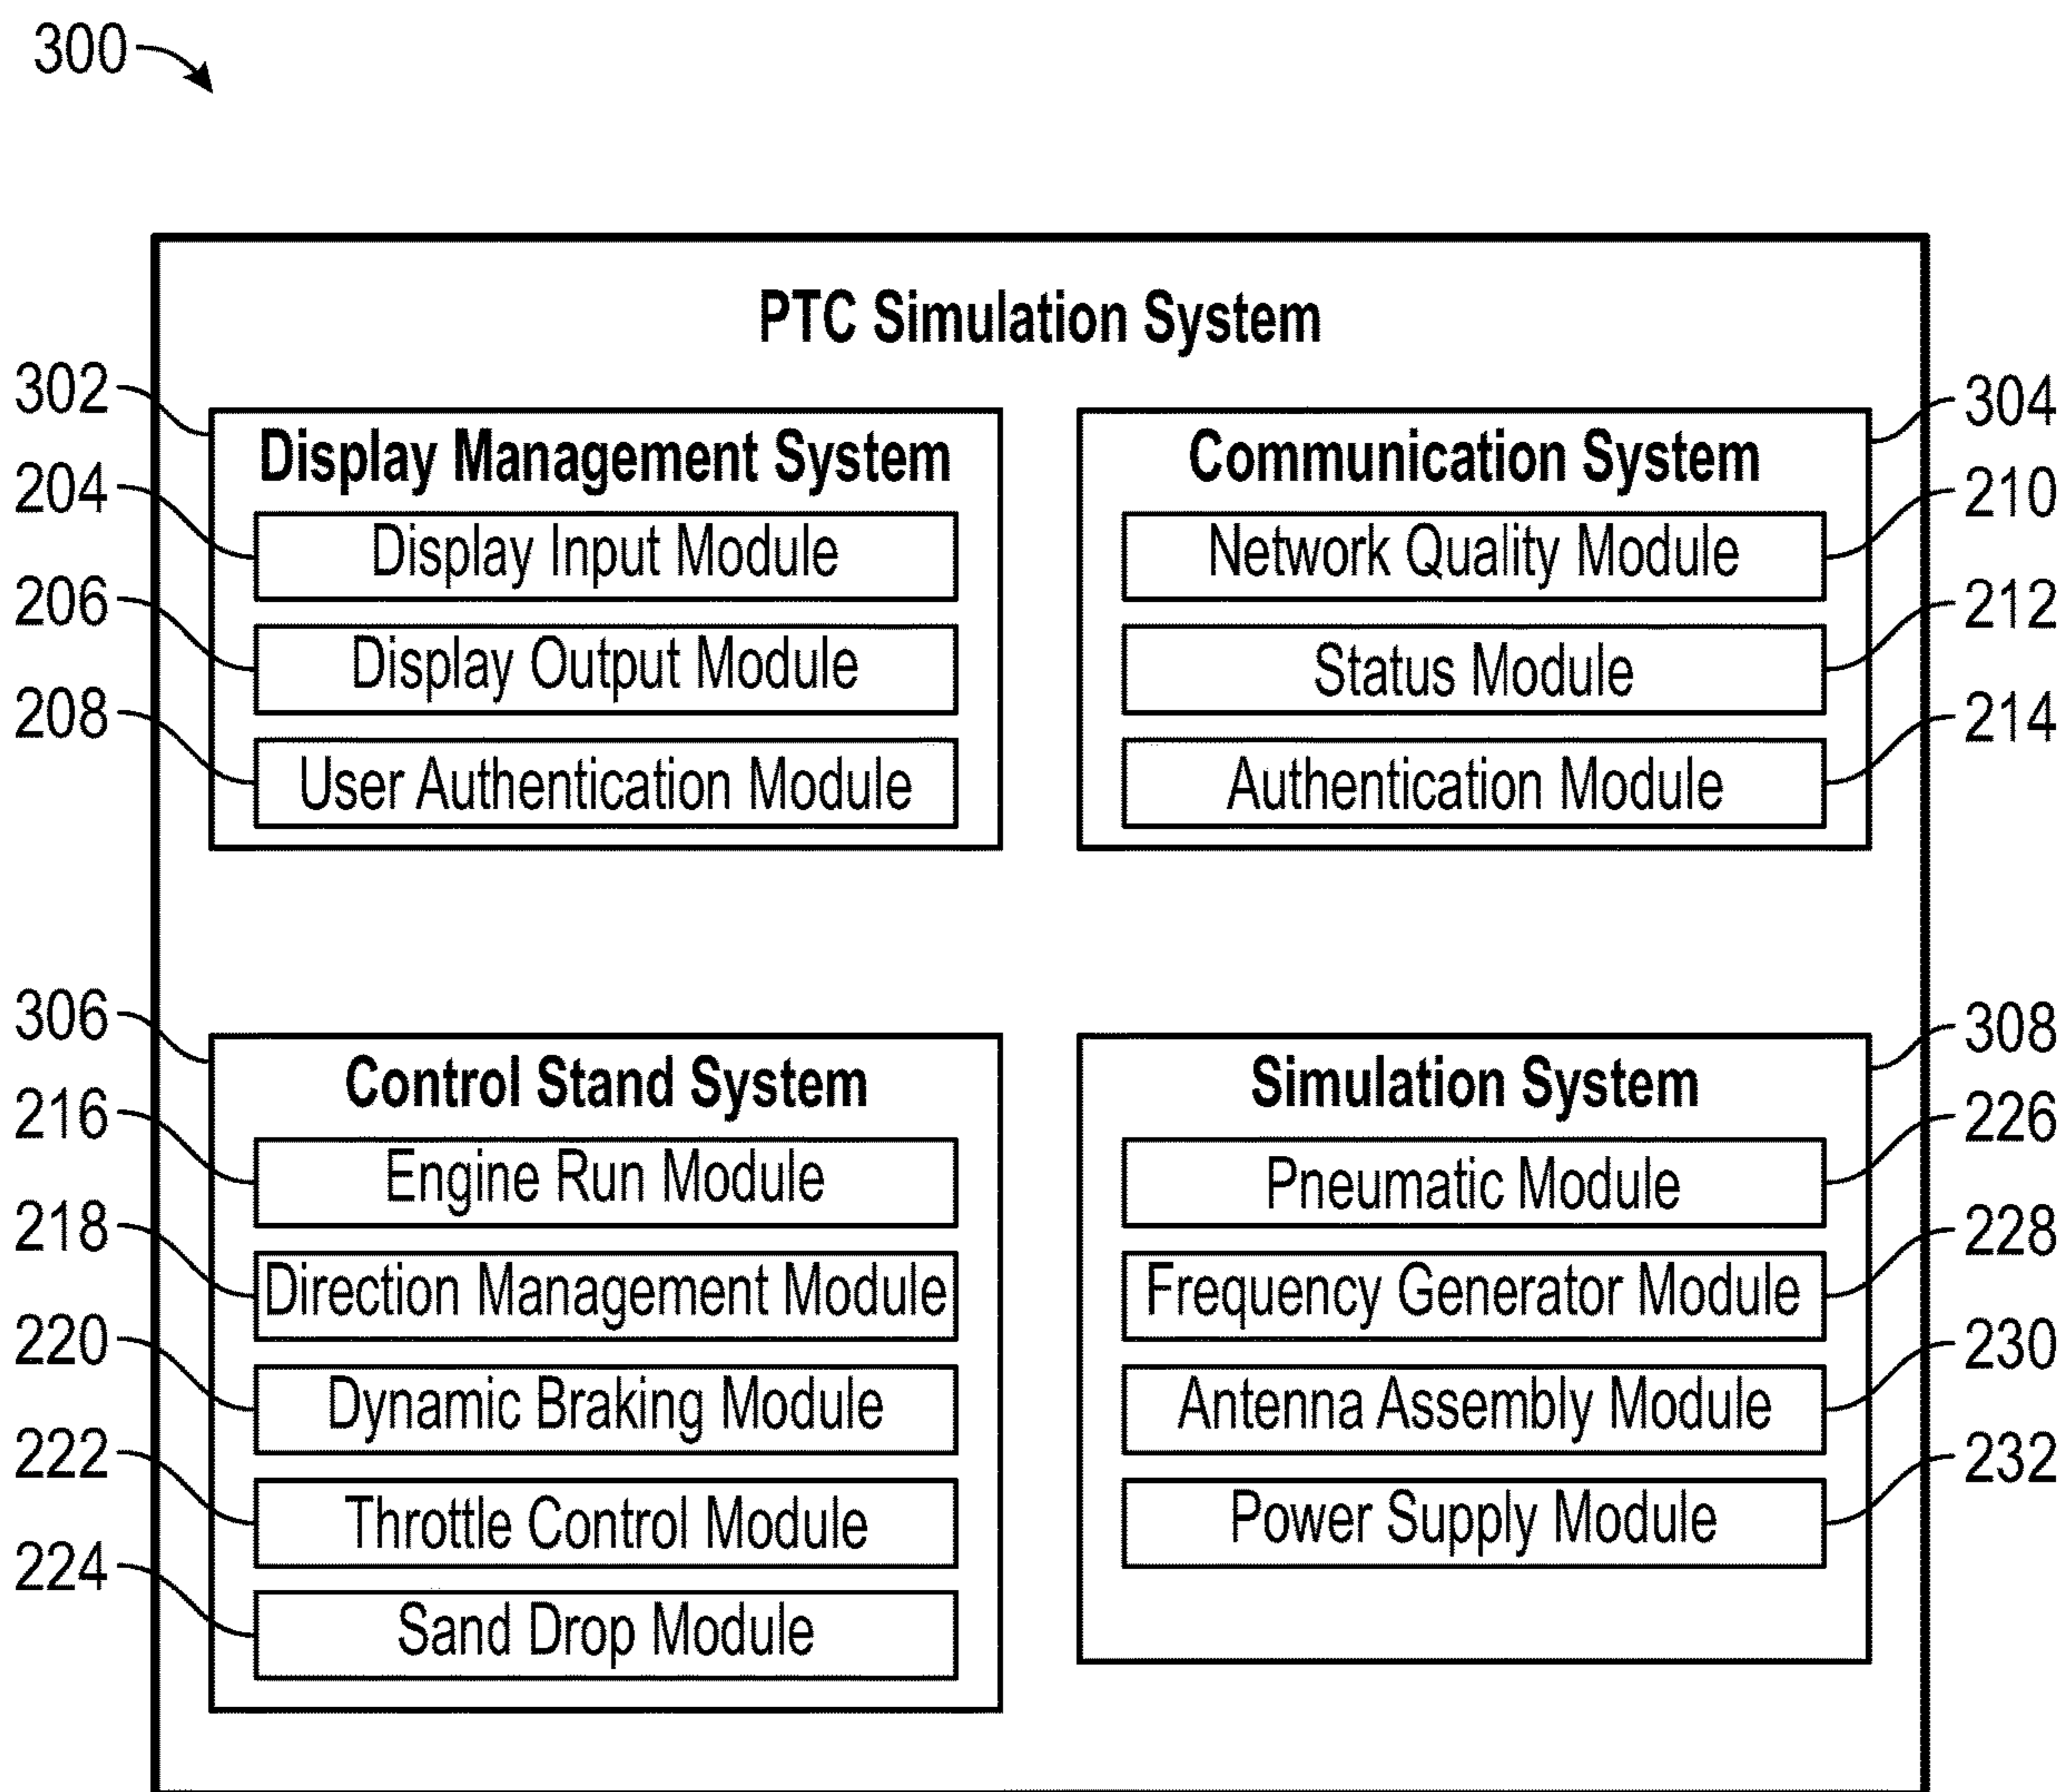 300
PTC Simulation System
302
Display Management System
204
Display Input Module
206
Display Output Module
208
User Authentication Module
304
Communication System
210
Network Quality Module
212
Status Module
214
Authentication Module
306
Control Stand System
216
Engine Run Module
218
Direction Management Module
220
Dynamic Braking Module
222
Throttle Control Module
224
Sand Drop Module
308
Simulation System
226
Pneumatic Module
228
Frequency Generator Module
230
Antenna Assembly Module
232
Power Supply Module